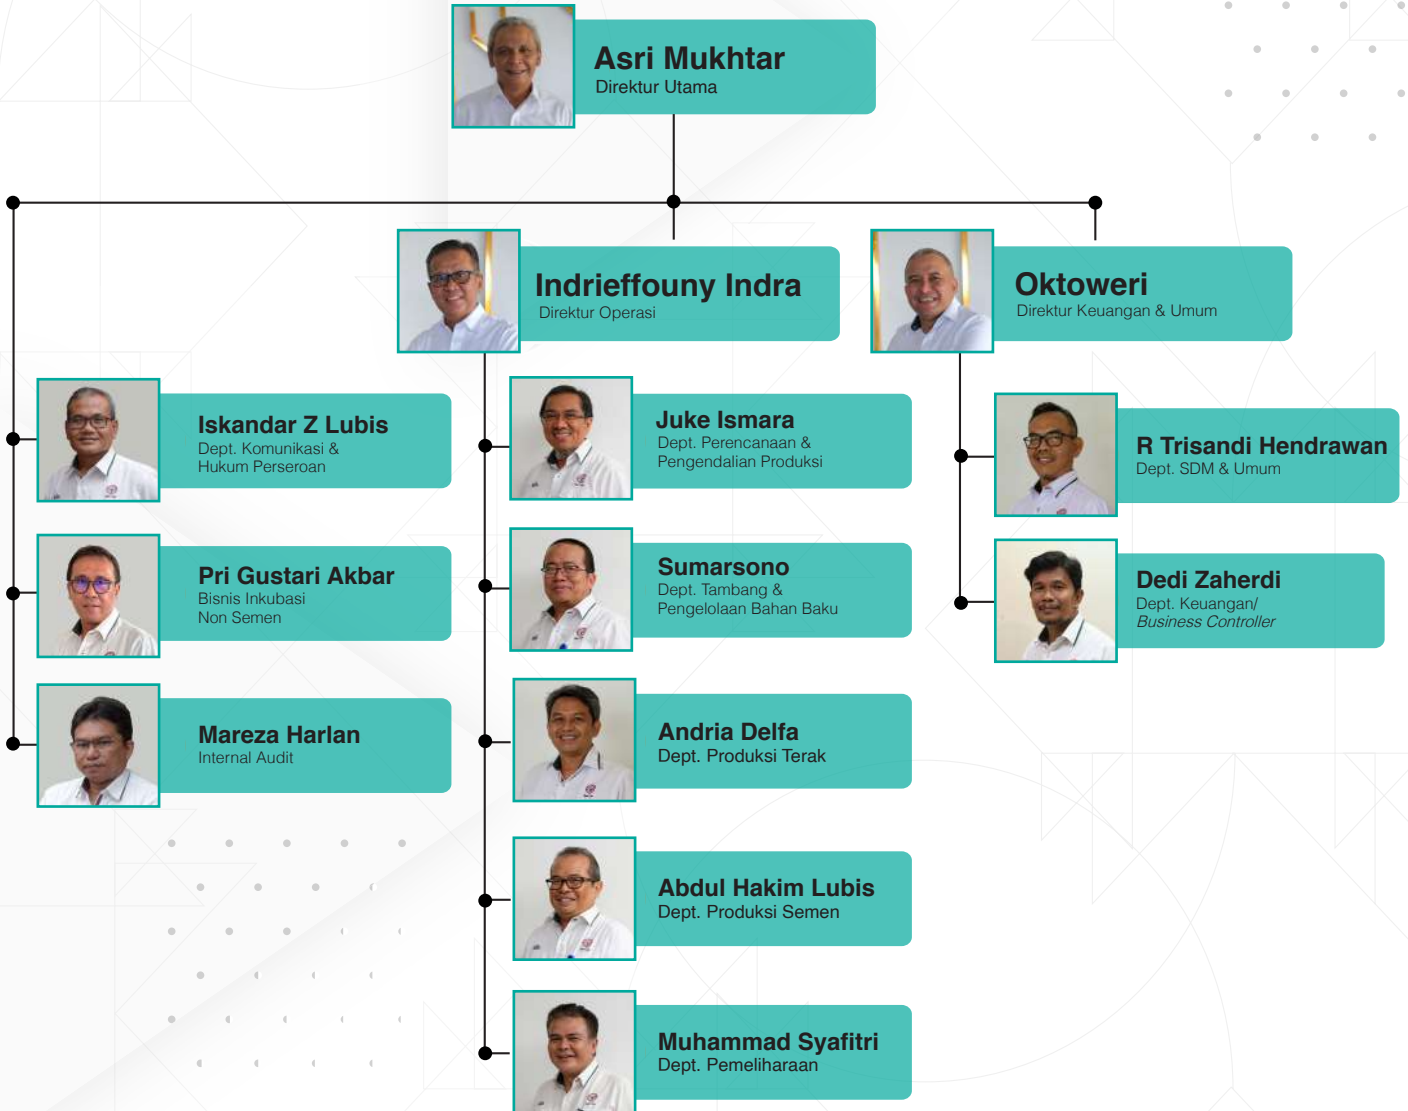 Asri Mukhtar
Direktur Utama
Indrieffouny Indra
Direktur Operasi
Oktoweri
Direktur Keuangan & Umum
Iskandar Z Lubis
Dept. Komunikasi &
Hukum Perseroan
Pri Gustari Akbar
Bisnis Inkubasi
Non Semen
Mareza Harlan
Internal Audit
Juke Ismara
Dept. Perencanaan &
Pengendalian Produksi
Sumarsono
Dept. Tambang &
Pengelolaan Bahan Baku
Andria Delfa
Dept. Produksi Terak
Abdul Hakim Lubis
Dept. Produksi Semen
Muhammad Syafitri
Dept. Pemeliharaan
R Trisandi Hendrawan
Dept. SDM & Umum
Dedi Zaherdi
Dept. Keuangan/
Business Controller